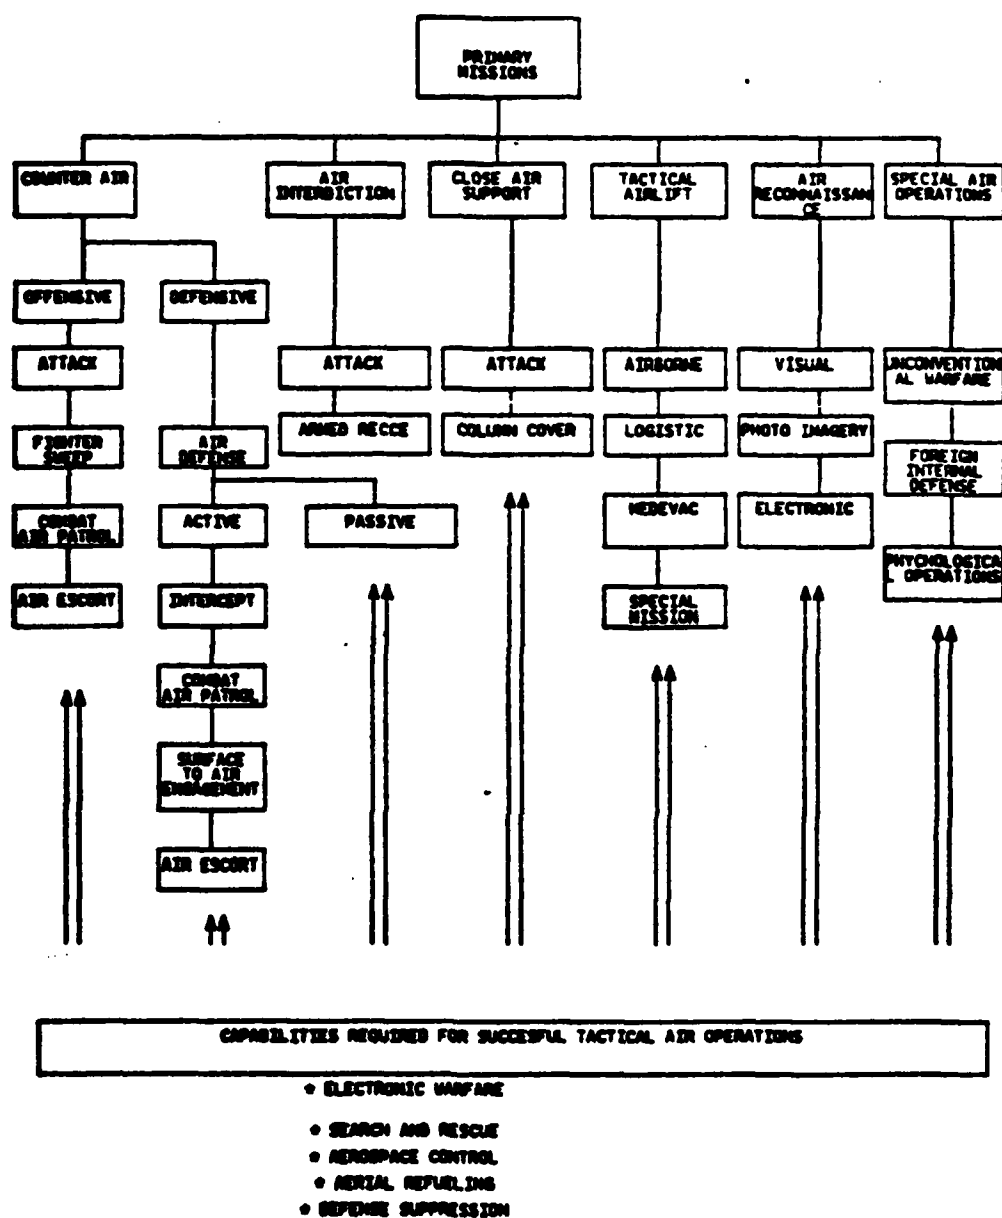 PRIMARY
MISSIONS
COUNTER AIR
AIR
INTERDICTION
CLOSE AIR
SUPPORT
TACTICAL
AIRLIFT
AIR
RECONNAISSAN
CE
SPECIAL AIR
OPERATIONS
OFFENSIVE
DEFENSIVE
ATTACK
ATTACK
ATTACK
AIRBORNE
VISUAL
UNCONVENTION
AL WARFARE
FIGHTER
SWEEP
AIR
DEFENSE
ARMED RECCE
COLUMN COVER
LOGISTIC
PHOTO IMAGERY
FOREIGN
INTERNAL
DEFENSE
COMBAT
AIR PATROL
ACTIVE
PASSIVE
MEDEVAC
ELECTRONIC
PHYCHOLOGICA
L OPERATIONS
AIR ESCORT
INTERCEPT
SPECIAL
MISSION
COMBAT
AIR PATROL
SURFACE
TO AIR
ENGAGEMENT
AIR ESCORT
CAPABILITIES REQUIRED FOR SUCCESFUL TACTICAL AIR OPERATIONS
* ELECTRONIC WARFARE
* SEARCH AND RESCUE
* AEROSPACE CONTROL
* AERIAL REFUELING
* DEFENSE SUPPRESSION